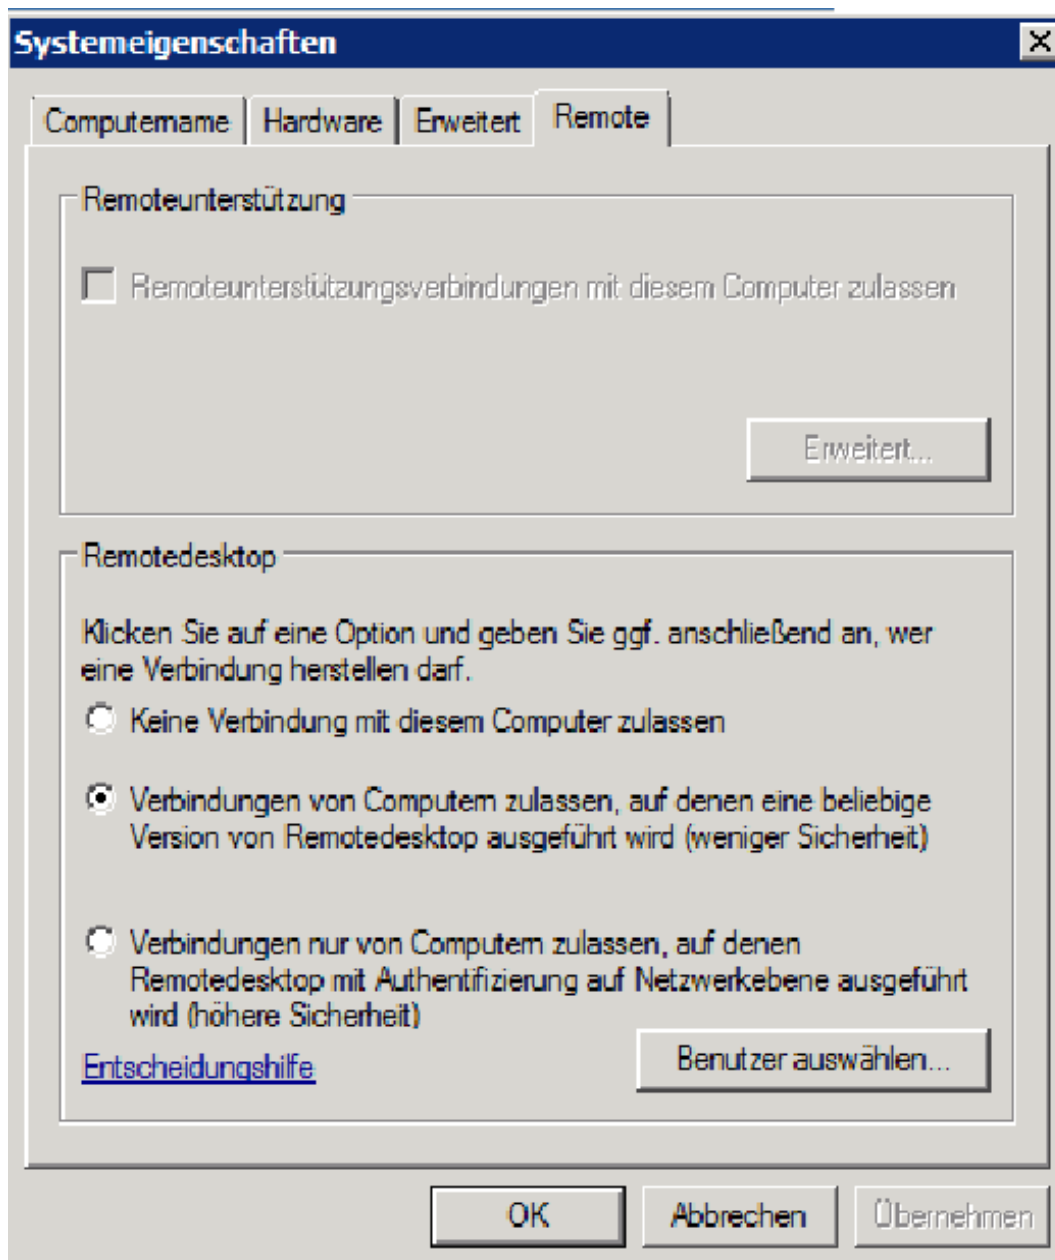 Systemeigenschaften
Computername Hardware Erweitert Remote
Remoteunterstützung
Remoteunterstützungsverbindungen mit diesem Computer zulassen
Erweitert...
Remotedesktop
Klicken Sie auf eine Option und geben Sie ggf. anschließend an, wer
eine Verbindung herstellen darf.
Keine Verbindung mit diesem Computer zulassen
Verbindungen von Computern zulassen, auf denen eine beliebige
Version von Remotedesktop ausgeführt wird (weniger Sicherheit)
Verbindungen nur von Computern zulassen, auf denen
Remotedesktop mit Authentifizierung auf Netzwerkebene ausgeführt
wird (höhere Sicherheit)
Entscheidungshilfe
Benutzer auswählen...
OK Abbrechen Übernehmen